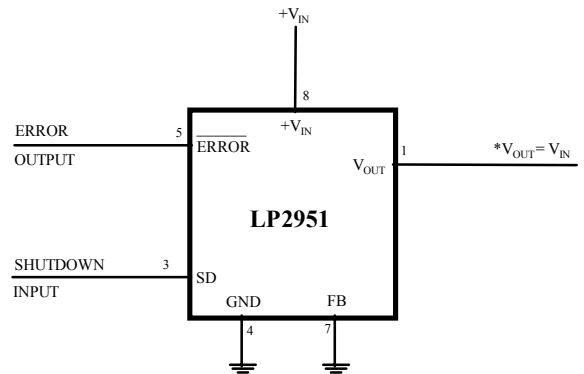 +VIN
8
+VIN
ERROR
5
ERROR
OUTPUT
1
VOUT
*VOUT= VIN
LP2951
SHUTDOWN
3
SD
INPUT
GND
FB
4
7